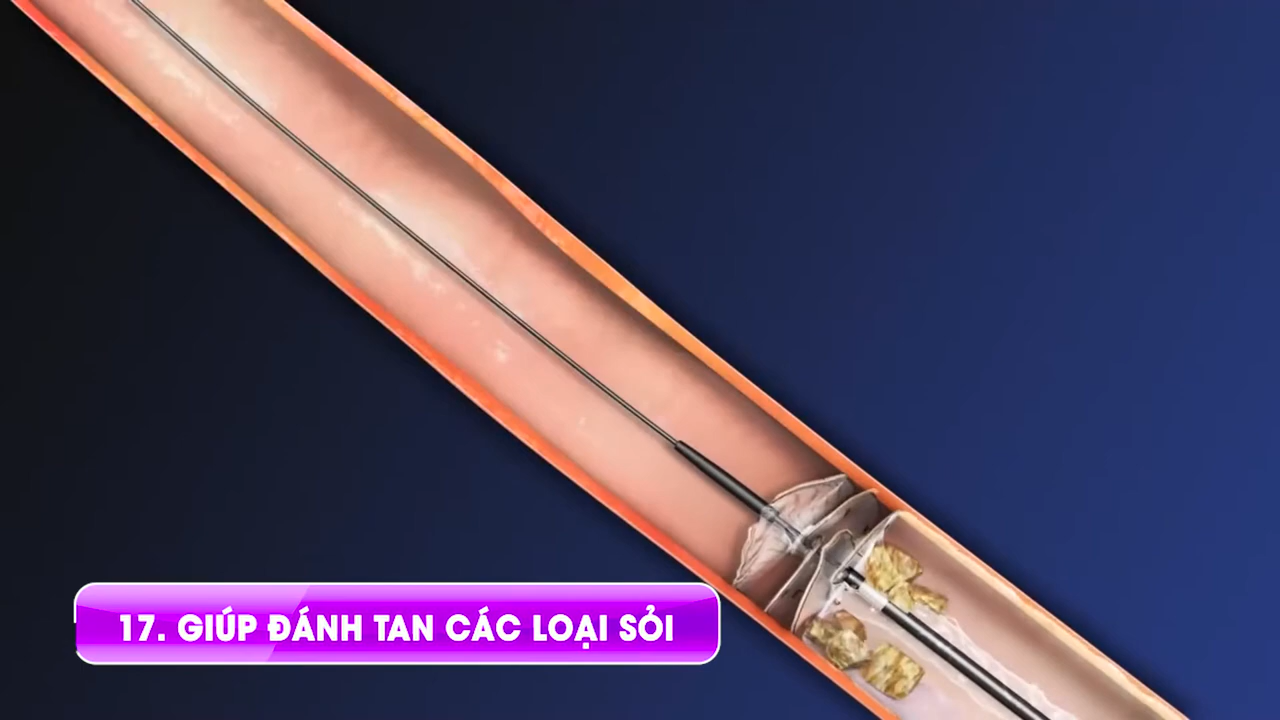 17. GIÚP ĐÁNH TAN CÁC LOẠI SỎI